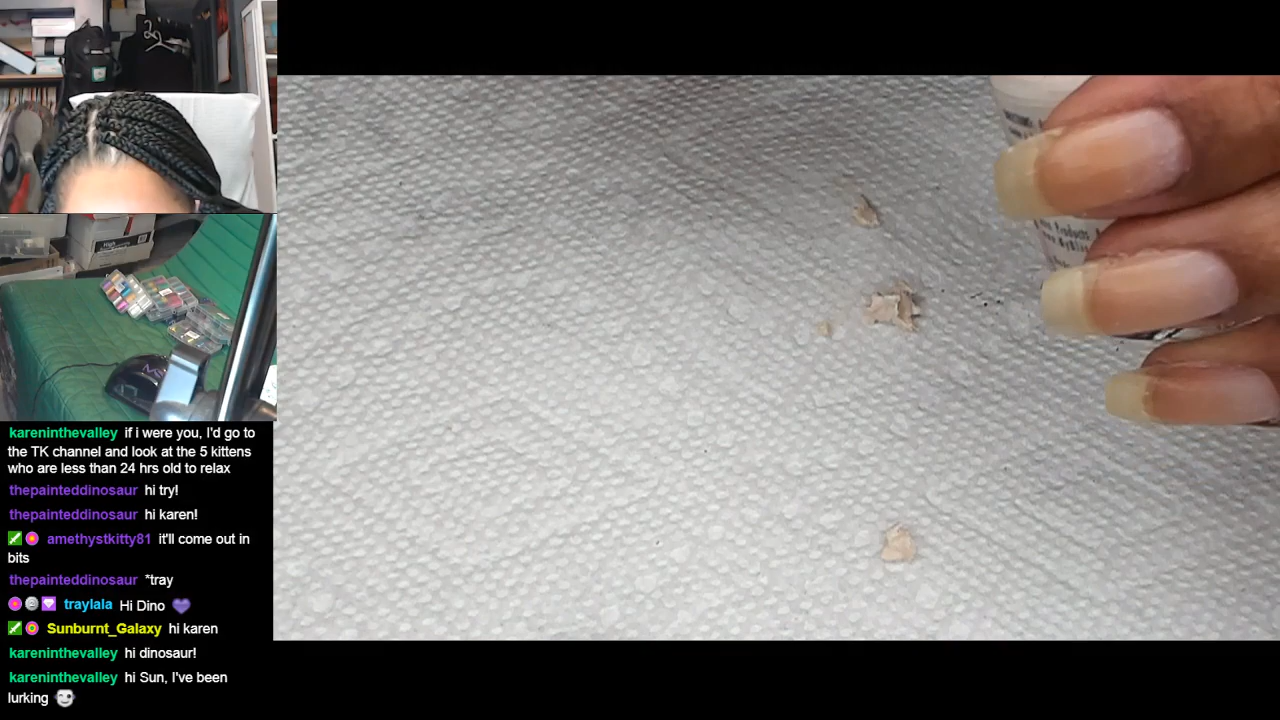 kareninthevalley if i were you, I'd go to
the TK channel and look at the 5 kittens
who are less than 24 hrs old to relax
thepainteddinosaur hi try!
thepainteddinosaur hi karen!
amethystkitty81 it'll come out in
bits
thepainteddinosaur *tray
traylala Hi Dino
Sunburnt_Galaxy hi karen
kareninthevalley hi dinosaur!
kareninthevalley hi Sun, I've been
lurking